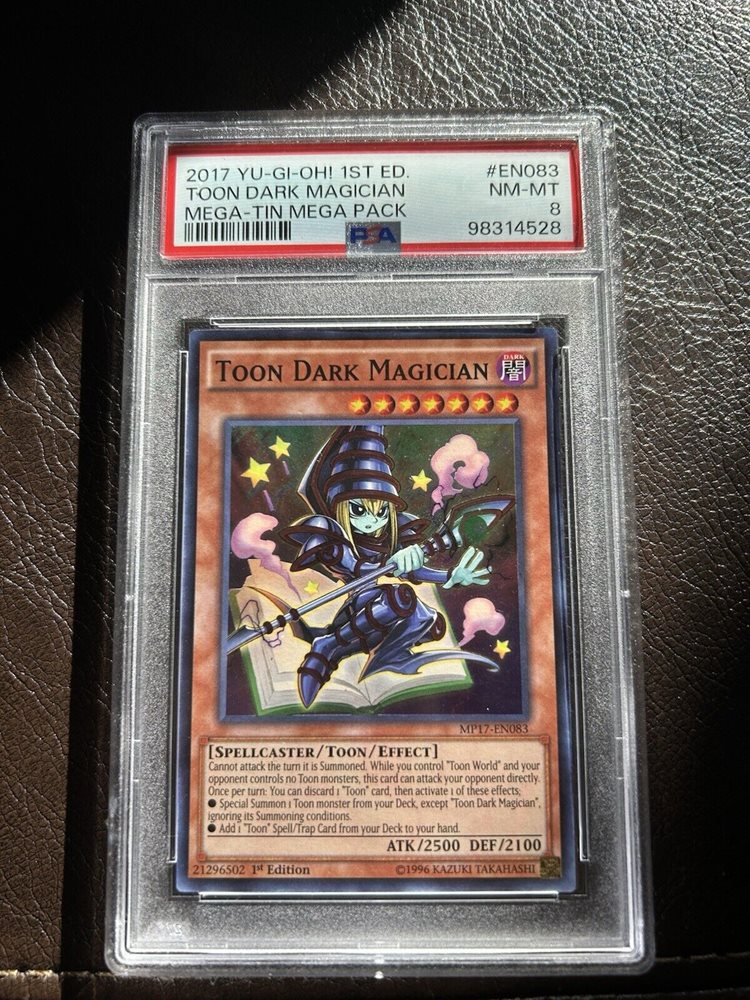 2017 YU-GI-OH! 1ST ED. #EN083
TOON DARK MAGICIAN NM-MT
MEGA-TIN MEGA PACK 8
PSA 98314528
TOON DARK MAGICIAN
DARK
闇
MP17-EN083
[SPELLCASTER/TOON/EFFECT]
Cannot attack the turn it is Summoned. While you control "Toon World" and your
opponent controls no Toon monsters, this card can attack your opponent directly.
Once per turn: You can discard 1 "Toon" card, then activate 1 of these effects;
● Special Summon 1 Toon monster from your Deck, except "Toon Dark Magician",
ignoring its Summoning conditions.
● Add 1 "Toon" Spell/Trap Card from your Deck to your hand.
ATK/2500 DEF/2100
21296502 1st Edition ©1996 KAZUKI TAKAHASHI